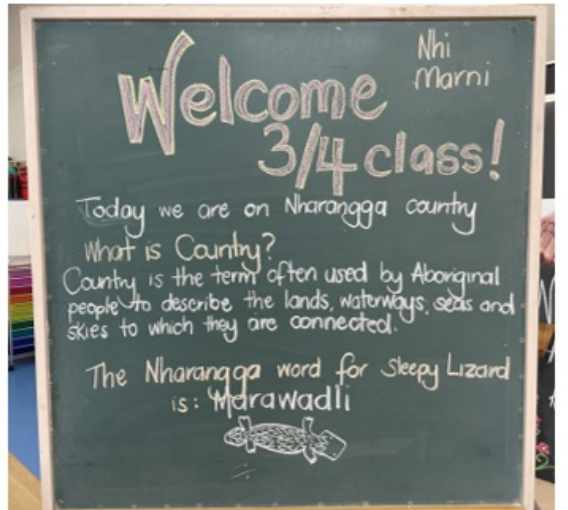 Nhi
Marni
Welcome
3/4 class!
Today we are on Nharangga country
What is Country?
Country is the term often used by Aboriginal
people to describe the lands, waterways, seas and
skies to which they are connected.
The Nharangga word for Sleepy Lizard
is: Marawadli